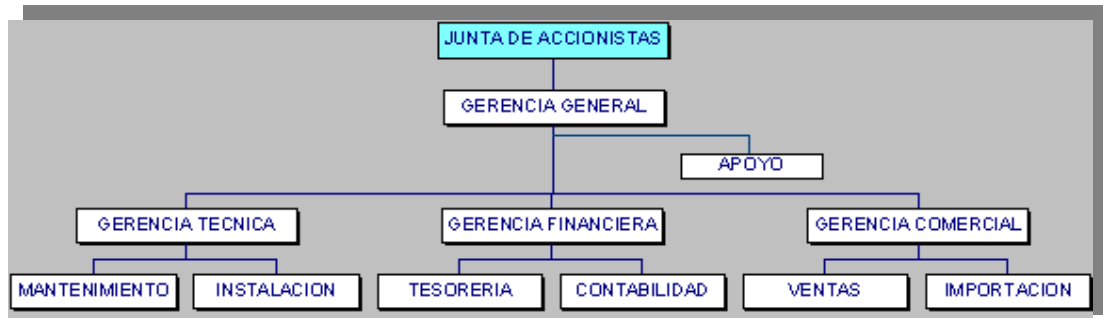 JUNTA DE ACCIONISTAS
GERENCIA GENERAL
APOYO
GERENCIA TECNICA
GERENCIA FINANCIERA
GERENCIA COMERCIAL
MANTENIMIENTO
INSTALACION
TESORERIA
CONTABILIDAD
VENTAS
IMPORTACION